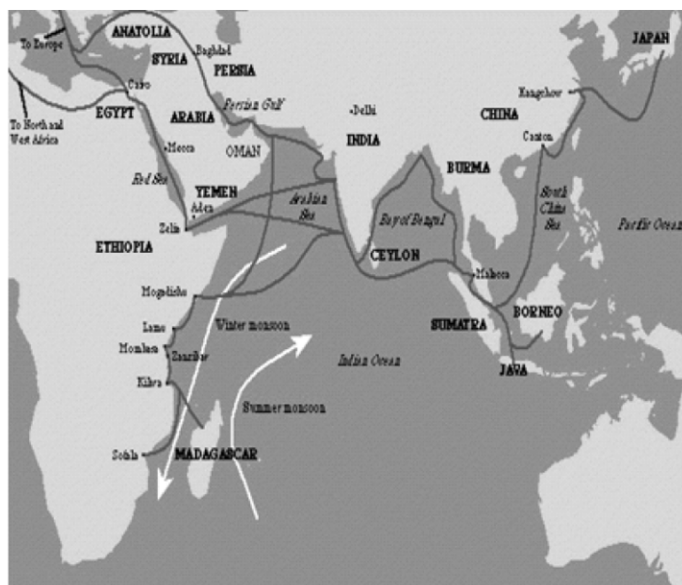 ANATOLIA
JAPAN
To Europe
SYRIA
Baghdad
PERSIA
Cairo
Kangchow
EGYPT
Persian Gulf
Delhi
CHINA
ARABIA
To North and
West Africa
OMAN
INDIA
Canton
Mecca
BURMA
Red Sea
YEMEN
Aden
Arabian
Sea
South
China
Sea
Zelia
Bay of Bengal
Pacific Ocean
ETHIOPIA
CEYLON
Malacca
Mogadishu
SUMATRA
BORNEO
Lamu
Winter monsoon
Mombasa
Zanzibar
Indian Ocean
JAVA
Kilwa
Summer monsoon
Sofala
MADAGASCAR